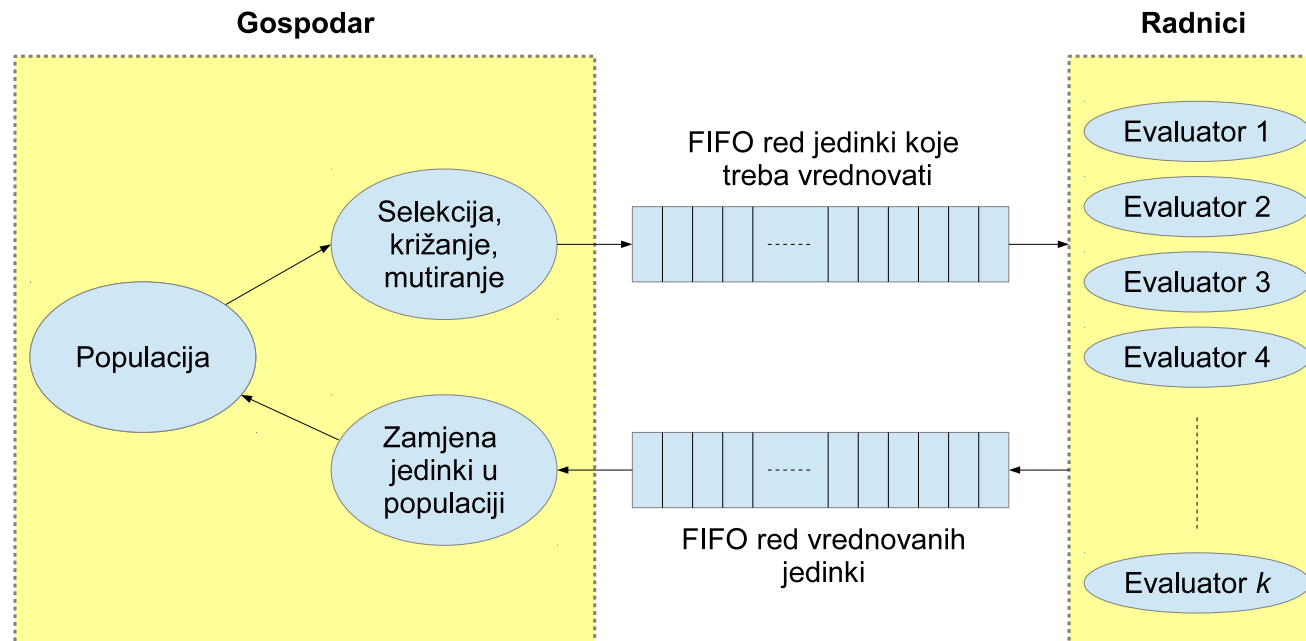 Gospodar
Radnici
Populacija
Selekcija,
križanje,
mutiranje
Zamjena
jedinki u
populaciji
FIFO red jedinki koje
treba vrednovati
FIFO red vrednovanih
jedinki
Evaluator 1
Evaluator 2
Evaluator 3
Evaluator 4
Evaluator k